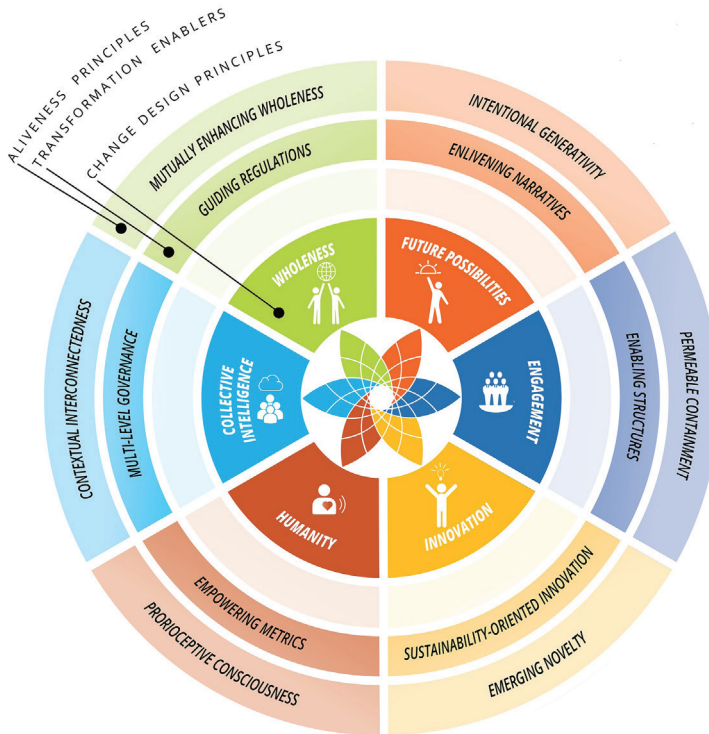 ALIVENESS PRINCIPLES
TRANSFORMATION ENABLERS
CHANGE DESIGN PRINCIPLES
MUTUALLY ENHANCING WHOLENESS
GUIDING REGULATIONS
WHOLENESS
INTENTIONAL GENERATIVITY
ENLIVENING NARRATIVES
FUTURE POSSIBILITIES
PERMEABLE CONTAINMENT
ENABLING STRUCTURES
ENGAGEMENT
EMERGING NOVELTY
SUSTAINABILITY-ORIENTED INNOVATION
INNOVATION
PRORIOCEPTIVE CONSCIOUSNESS
EMPOWERING METRICS
HUMANITY
CONTEXTUAL INTERCONNECTEDNESS
MULTI-LEVEL GOVERNANCE
COLLECTIVE
INTELLIGENCE